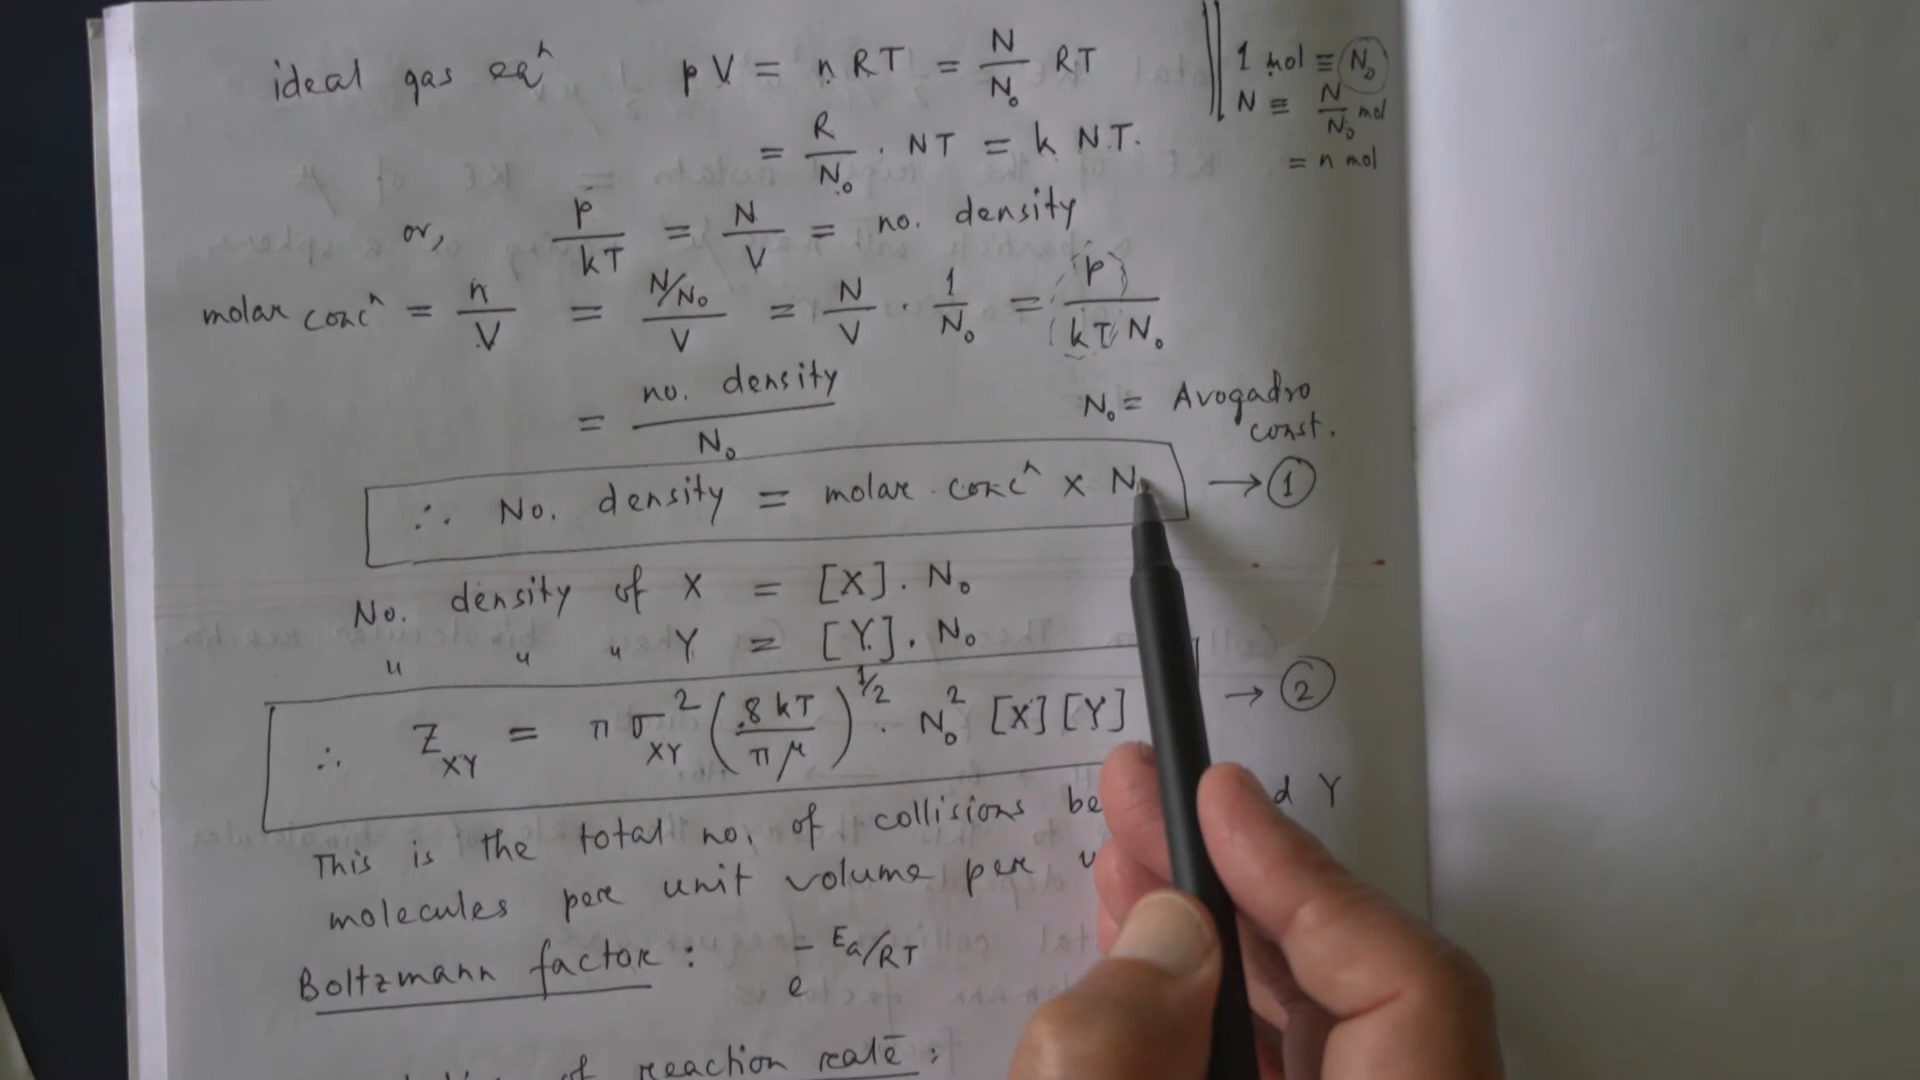 ideal gas eqⁿ pV = nRT = N/N₀ RT
1 mol ≡ N₀
N ≡ N/N₀ mol
= n mol
= R/N₀ . NT = k N.T.
or, p/kT = N/V = no. density
molar concⁿ = n/V = (N/N₀)/V = N/V . 1/N₀ = p/(kT N₀)
= no. density/N₀
N₀ = Avogadro const.
∴ No. density = molar concⁿ × N → ①
No. density of X = [X]. N₀
" " " Y = [Y]. N₀
∴ Z_XY = π σ_XY² (8kT/πμ)^1/2 . N₀² [X][Y] → ②
This is the total no. of collisions be d Y
molecules per unit volume per
Boltzmann factor : e^-Ea/RT
of reaction rate :